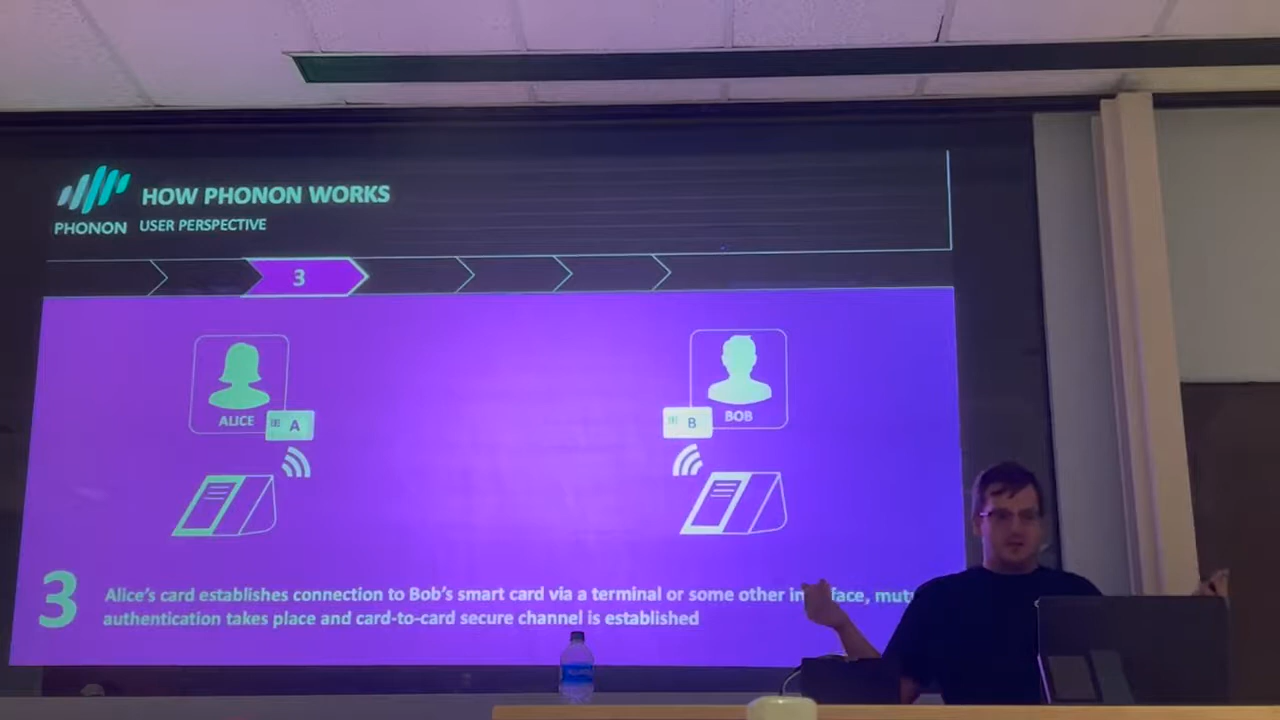 HOW PHONON WORKS
PHONON USER PERSPECTIVE
3
ALICE
A
BOB
B
3
Alice's card establishes connection to Bob's smart card via a terminal or some other
authentication takes place and card-to-card secure channel is established